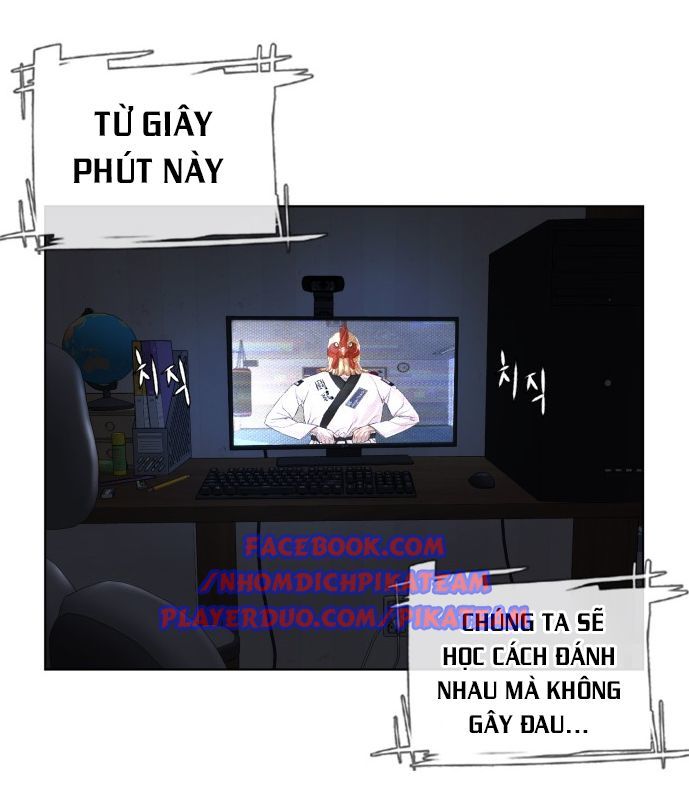 TỪ GIÂY
PHÚT NÀY
치직
치직
FACEBOOK.COM
/NHOMDICHPIKATEAM
PLAYERDUO.COM/PIKATEAM
CHÚNG TA SẼ
HỌC CÁCH ĐÁNH
NHAU MÀ KHÔNG
GÂY ĐAU...